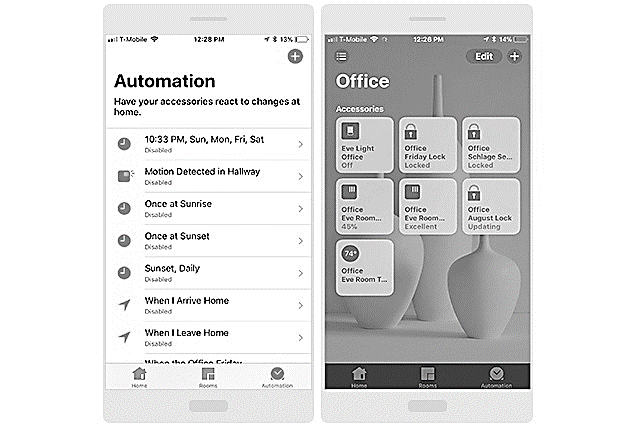 T-Mobile
12:28 PM
13%
Automation
Have your accessories react to changes at
home.
10:33 PM, Sun, Mon, Fri, Sat
Disabled
Motion Detected in Hallway
Disabled
Once at Sunrise
Disabled
Once at Sunset
Disabled
Sunset, Daily
Disabled
When I Arrive Home
Disabled
When I Leave Home
Disabled
When the Office Friday
Home
Rooms
Automation
T-Mobile
12:26 PM
14%
Edit
Office
Accessories
Eve Light
Office
Off
Office
Friday Lock
Locked
Office
Schlage Se...
Locked
Office
Eve Room...
45%
Office
Eve Room...
Excellent
Office
August Lock
Updating
74°
Office
Eve Room T...
Home
Rooms
Automation